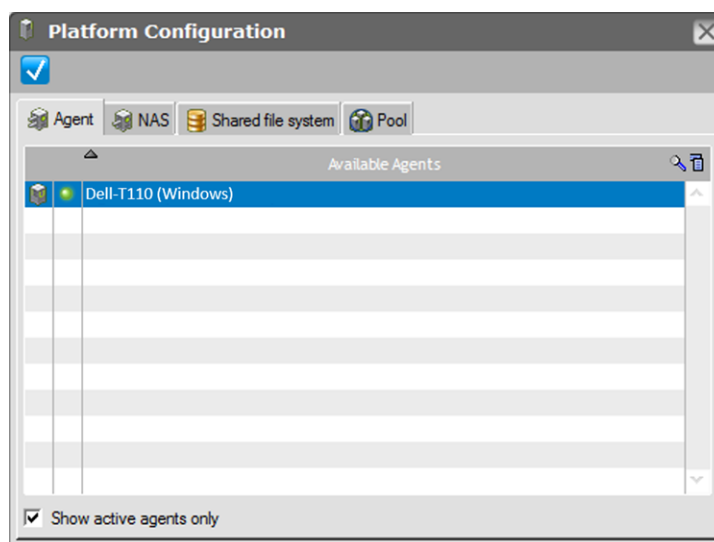 Platform Configuration
Agent NAS Shared file system Pool
Available Agents
Dell-T110 (Windows)
Show active agents only